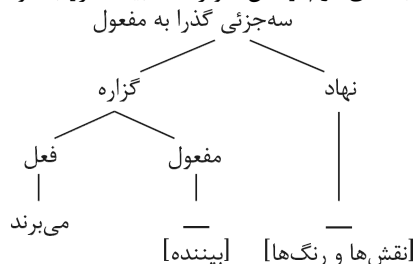 سه‌جزئی گذرا به مفعول
نهاد گزاره
مفعول فعل
— — می‌برند
[نقش‌ها و رنگ‌ها] [بیننده]